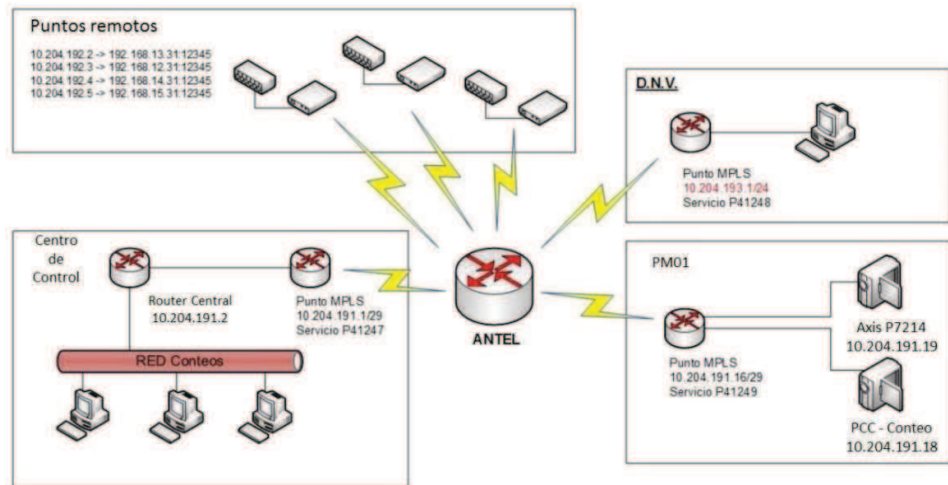 Puntos remotos
10.204.192.2 -> 192.168.13.31:12345
10.204.192.3 -> 192.168.12.31:12345
10.204.192.4 -> 192.168.14.31:12345
10.204.192.5 -> 192.168.15.31:12345
D.N.V.
Punto MPLS
10.204.193.1/24
Servicio P41248
Centro
de
Control
Router Central
10.204.191.2
Punto MPLS
10.204.191.1/29
Servicio P41247
RED Conteos
ANTEL
PM01
Punto MPLS
10.204.191.16/29
Servicio P41249
Axis P7214
10.204.191.19
PCC - Conteo
10.204.191.18